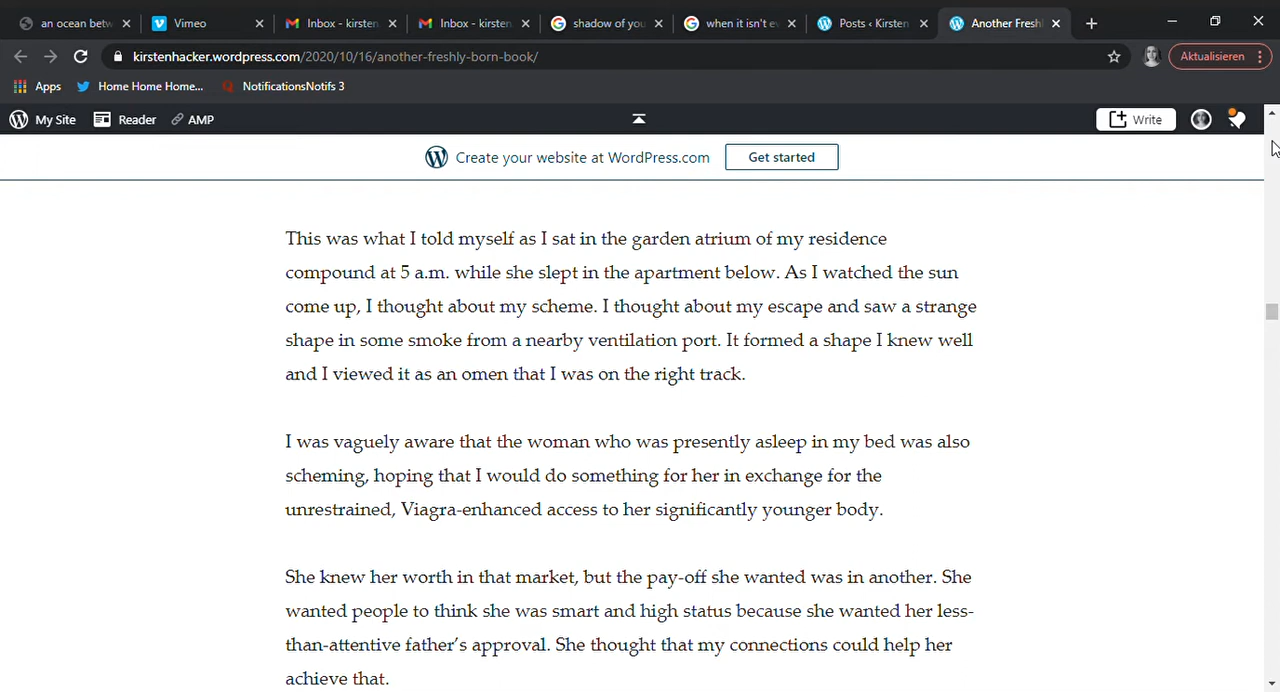 an ocean betw
Vimeo
Inbox - kirsten
Inbox - kirsten
shadow of you
when it isn't e
Posts ‹ Kirsten
Another Fresh
kirstenhacker.wordpress.com/2020/10/16/another-freshly-born-book/
Aktualisieren
Apps
Home Home Home...
NotificationsNotifs 3
My Site
Reader
AMP
Write
Create your website at WordPress.com
Get started
This was what I told myself as I sat in the garden atrium of my residence
compound at 5 a.m. while she slept in the apartment below. As I watched the sun
come up, I thought about my scheme. I thought about my escape and saw a strange
shape in some smoke from a nearby ventilation port. It formed a shape I knew well
and I viewed it as an omen that I was on the right track.
I was vaguely aware that the woman who was presently asleep in my bed was also
scheming, hoping that I would do something for her in exchange for the
unrestrained, Viagra-enhanced access to her significantly younger body.
She knew her worth in that market, but the pay-off she wanted was in another. She
wanted people to think she was smart and high status because she wanted her less-
than-attentive father's approval. She thought that my connections could help her
achieve that.